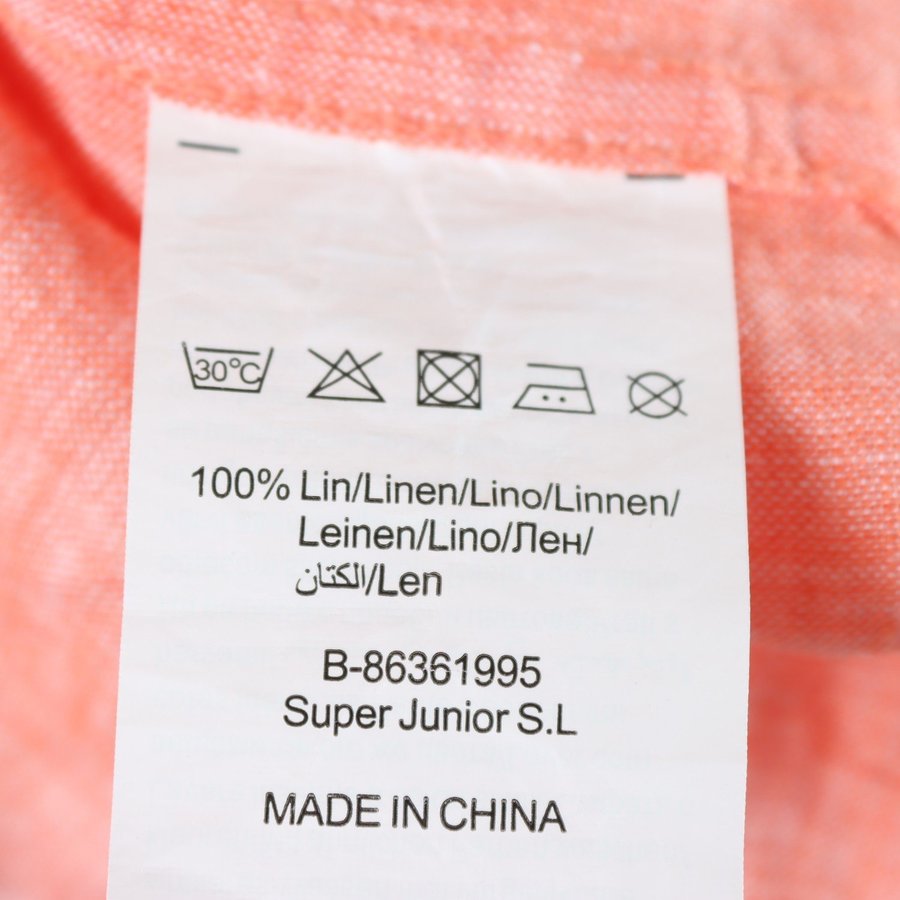 30°C
100% Lin/Linen/Lino/Linnen/
Leinen/Lino/Лен/
الكتان/Len
B-86361995
Super Junior S.L
MADE IN CHINA